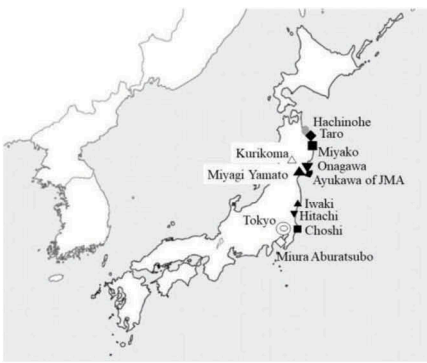 Hachinohe
Taro
Miyako
Kurikoma
Onagawa
Miyagi Yamato
Ayukawa of JMA
Iwaki
Hitachi
Tokyo
Choshi
Miura Aburatsubo